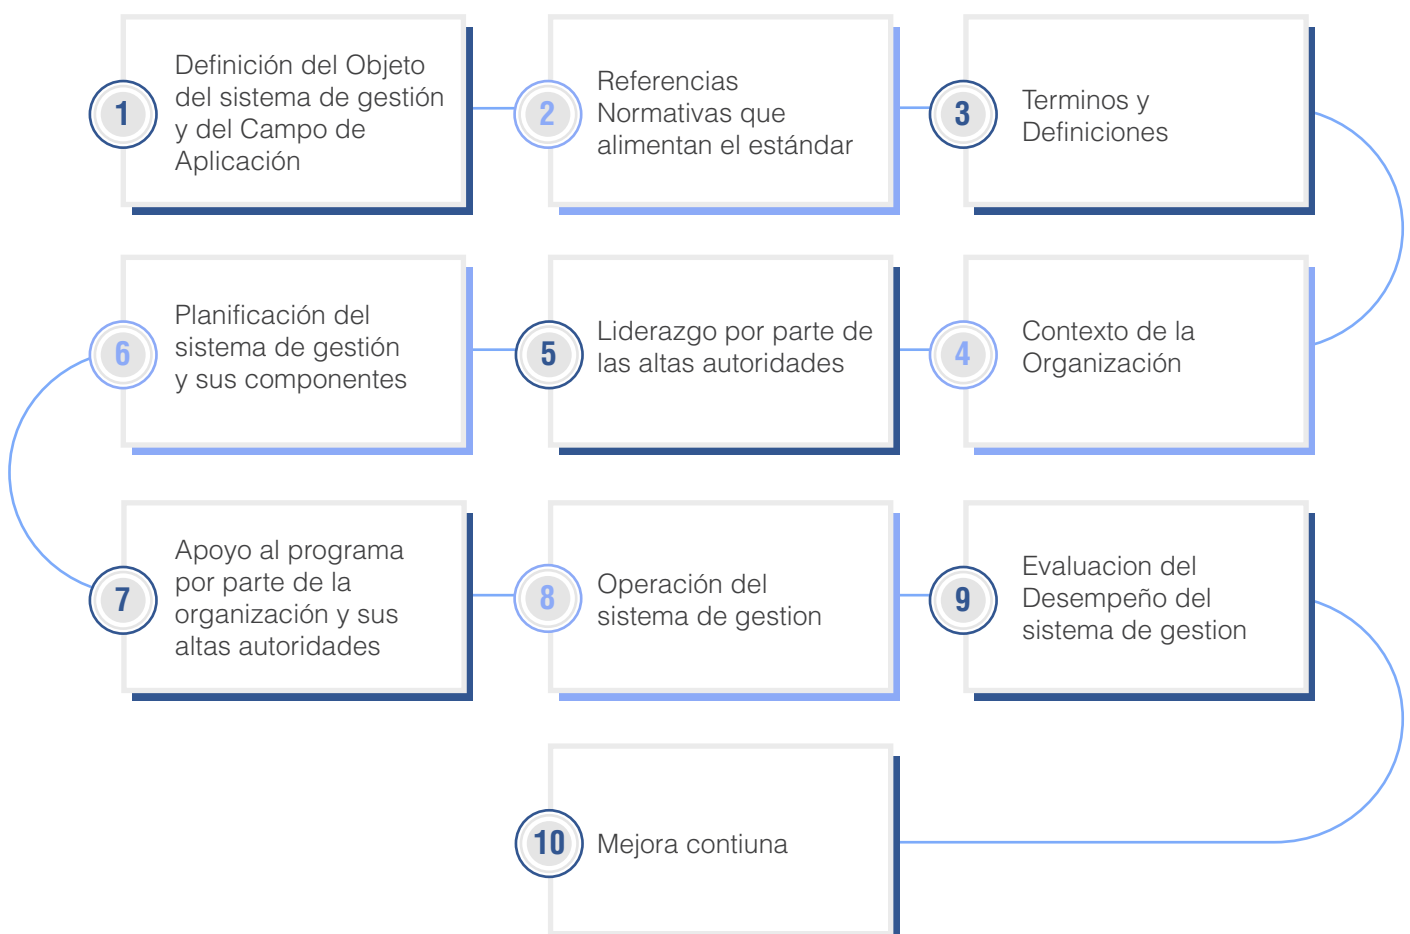 1
Definición del Objeto
del sistema de gestión
y del Campo de
Aplicación
2
Referencias
Normativas que
alimentan el estándar
3
Terminos y
Definiciones
4
Contexto de la
Organización
5
Liderazgo por parte de
las altas autoridades
6
Planificación del
sistema de gestión
y sus componentes
7
Apoyo al programa
por parte de la
organización y sus
altas autoridades
8
Operación del
sistema de gestion
9
Evaluacion del
Desempeño del
sistema de gestion
10
Mejora contiuna